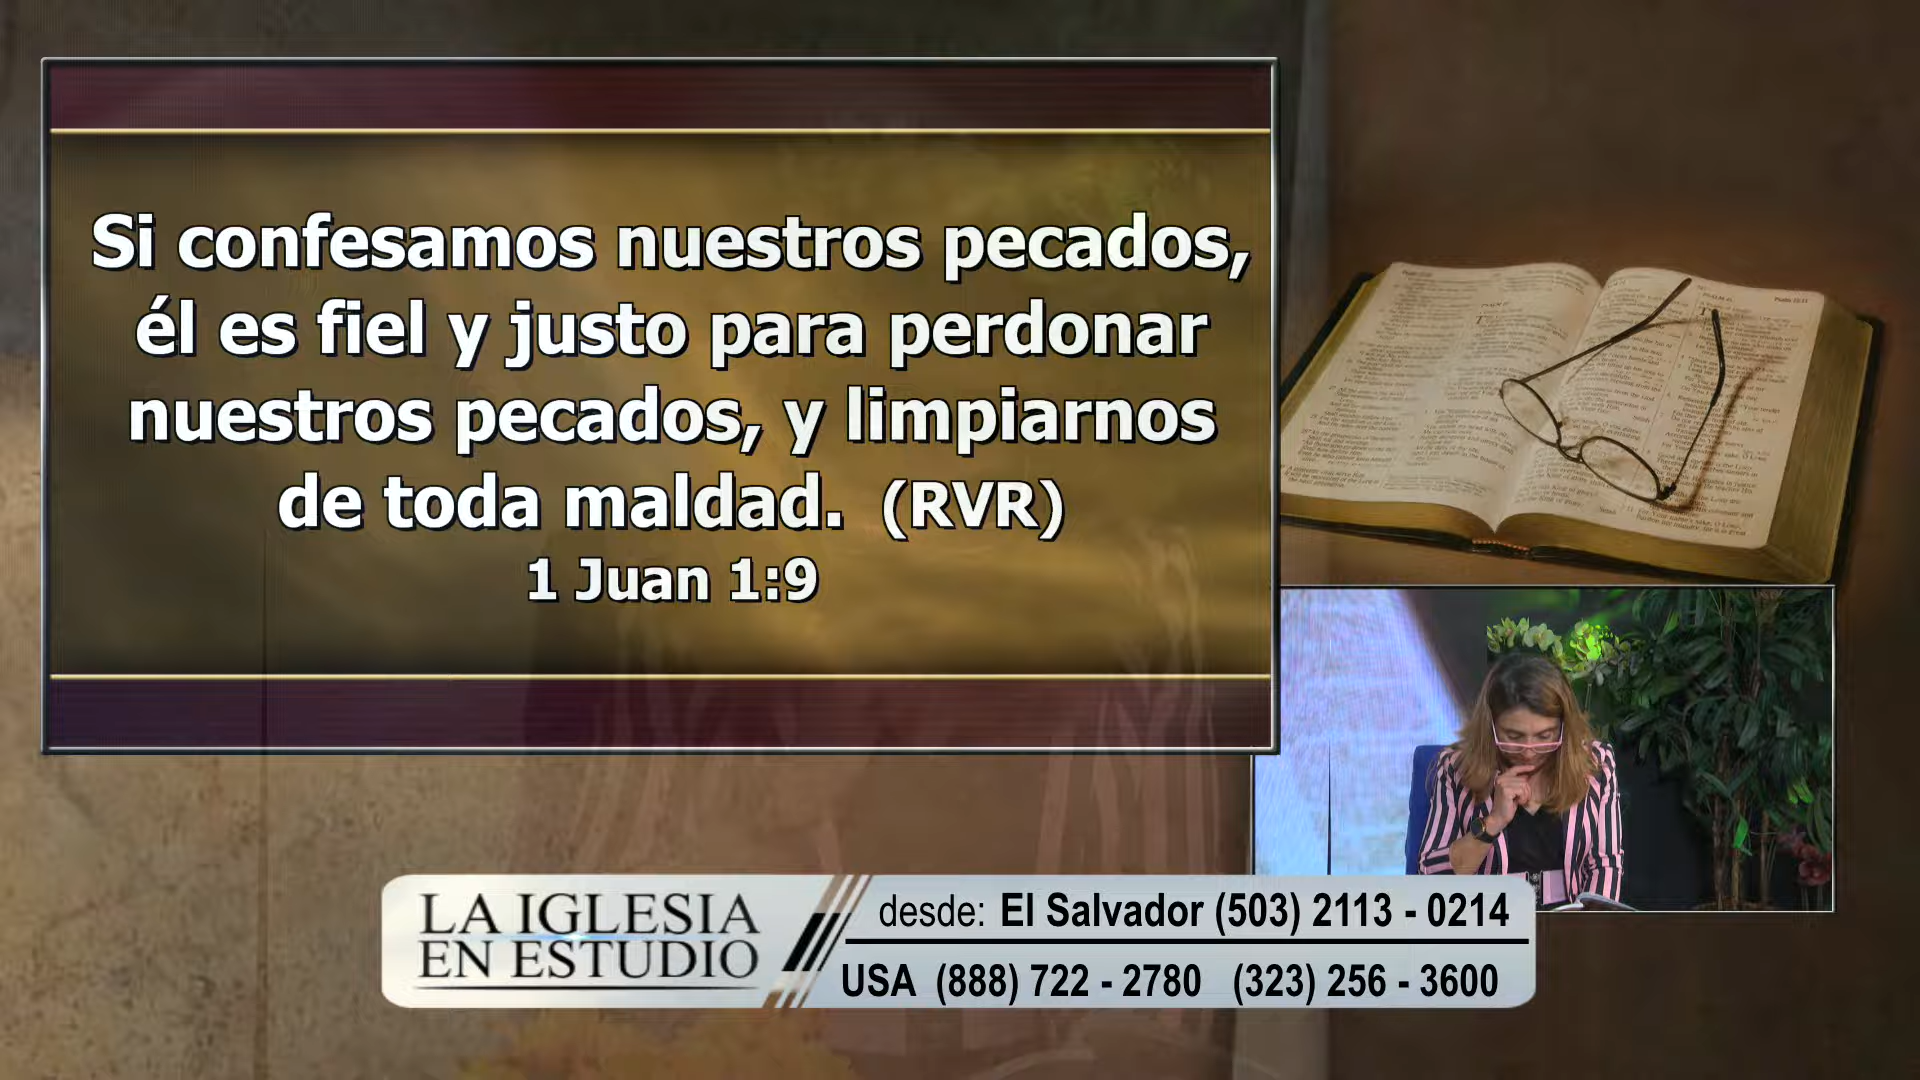 Si confesamos nuestros pecados,
él es fiel y justo para perdonar
nuestros pecados, y limpiarnos
de toda maldad. (RVR)
1 Juan 1:9
LA IGLESIA
EN ESTUDIO
desde: El Salvador (503) 2113 - 0214
USA (888) 722 - 2780 (323) 256 - 3600